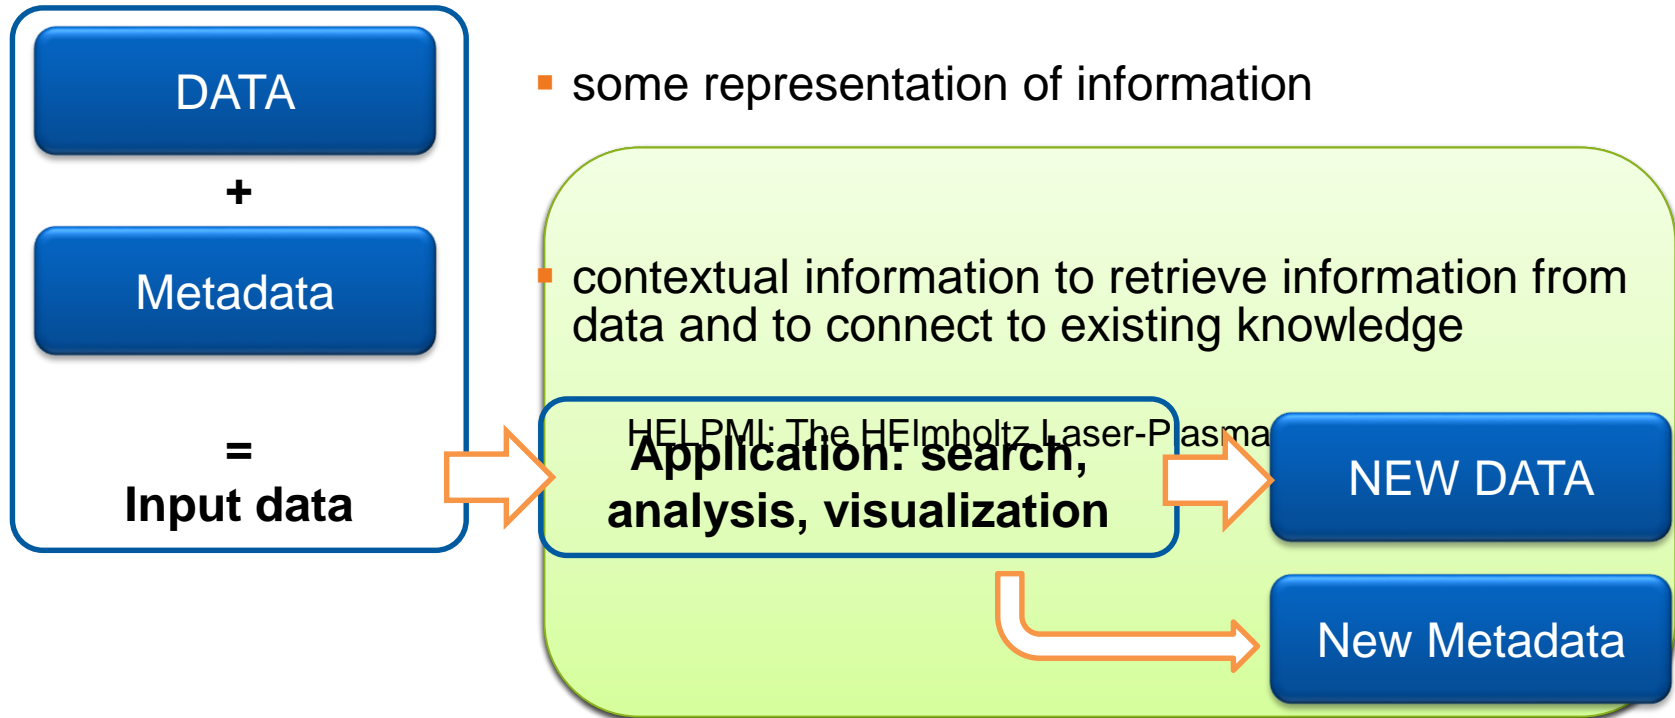 DATA
▪ some representation of information
+
Metadata
▪ contextual information to retrieve information from
data and to connect to existing knowledge
=
Input data
HELPMI: The HElmholtz Laser-Plasma
Application: search,
analysis, visualization
NEW DATA
New Metadata